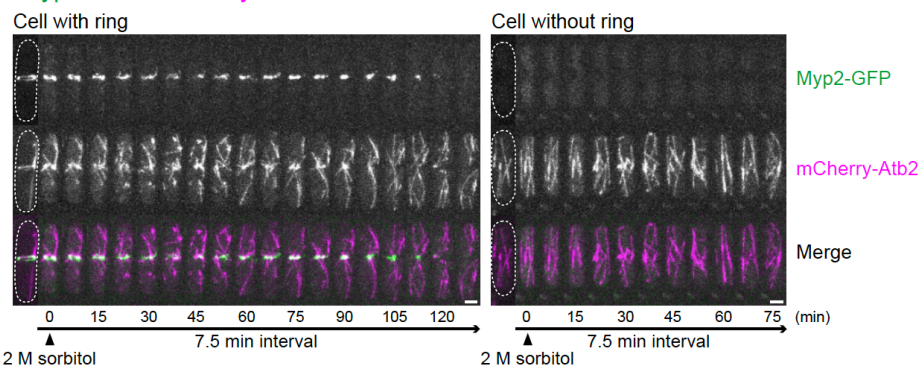 Cell with ring
Cell without ring
Myp2-GFP
mCherry-Atb2
Merge
0 15 30 45 60 75 90 105 120
0 15 30 45 60 75 (min)
7.5 min interval
7.5 min interval
2 M sorbitol
2 M sorbitol